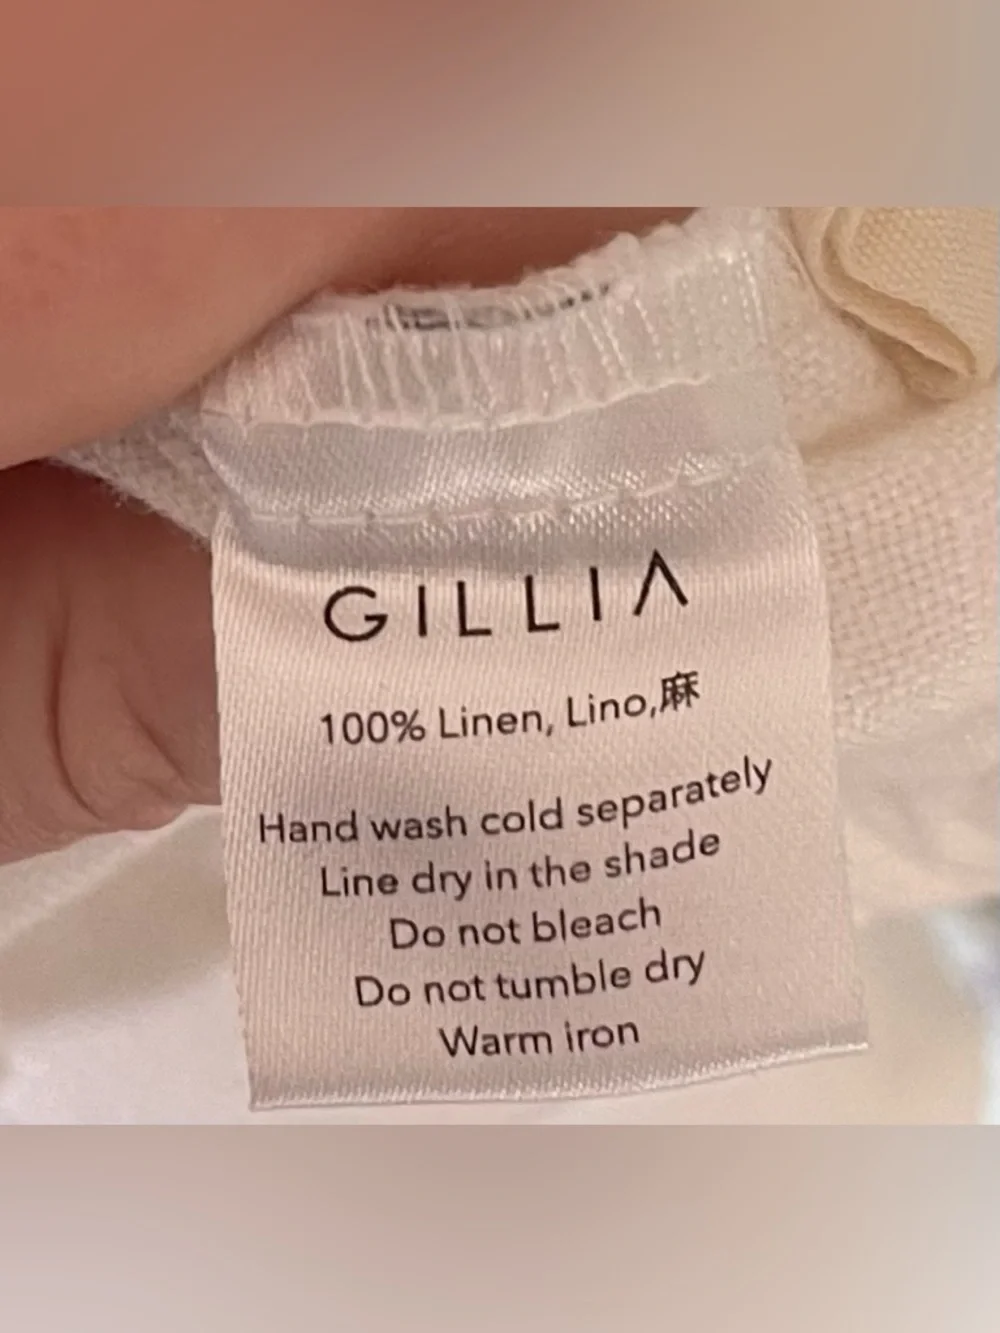 GILLIA
100% Linen, Lino,麻
Hand wash cold separately
Line dry in the shade
Do not bleach
Do not tumble dry
Warm iron